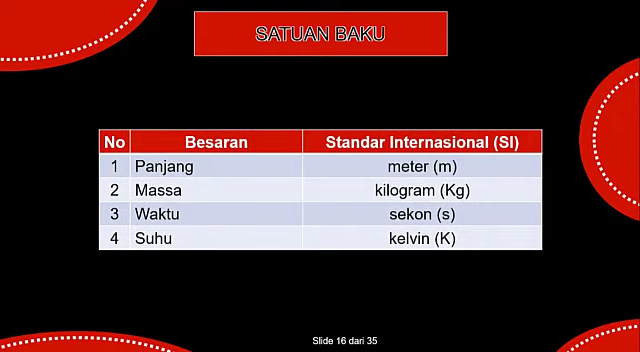 SATUAN BAKU
No Besaran Standar Internasional (SI)
1 Panjang meter (m)
2 Massa kilogram (Kg)
3 Waktu sekon (s)
4 Suhu kelvin (K)
Slide 16 dari 35